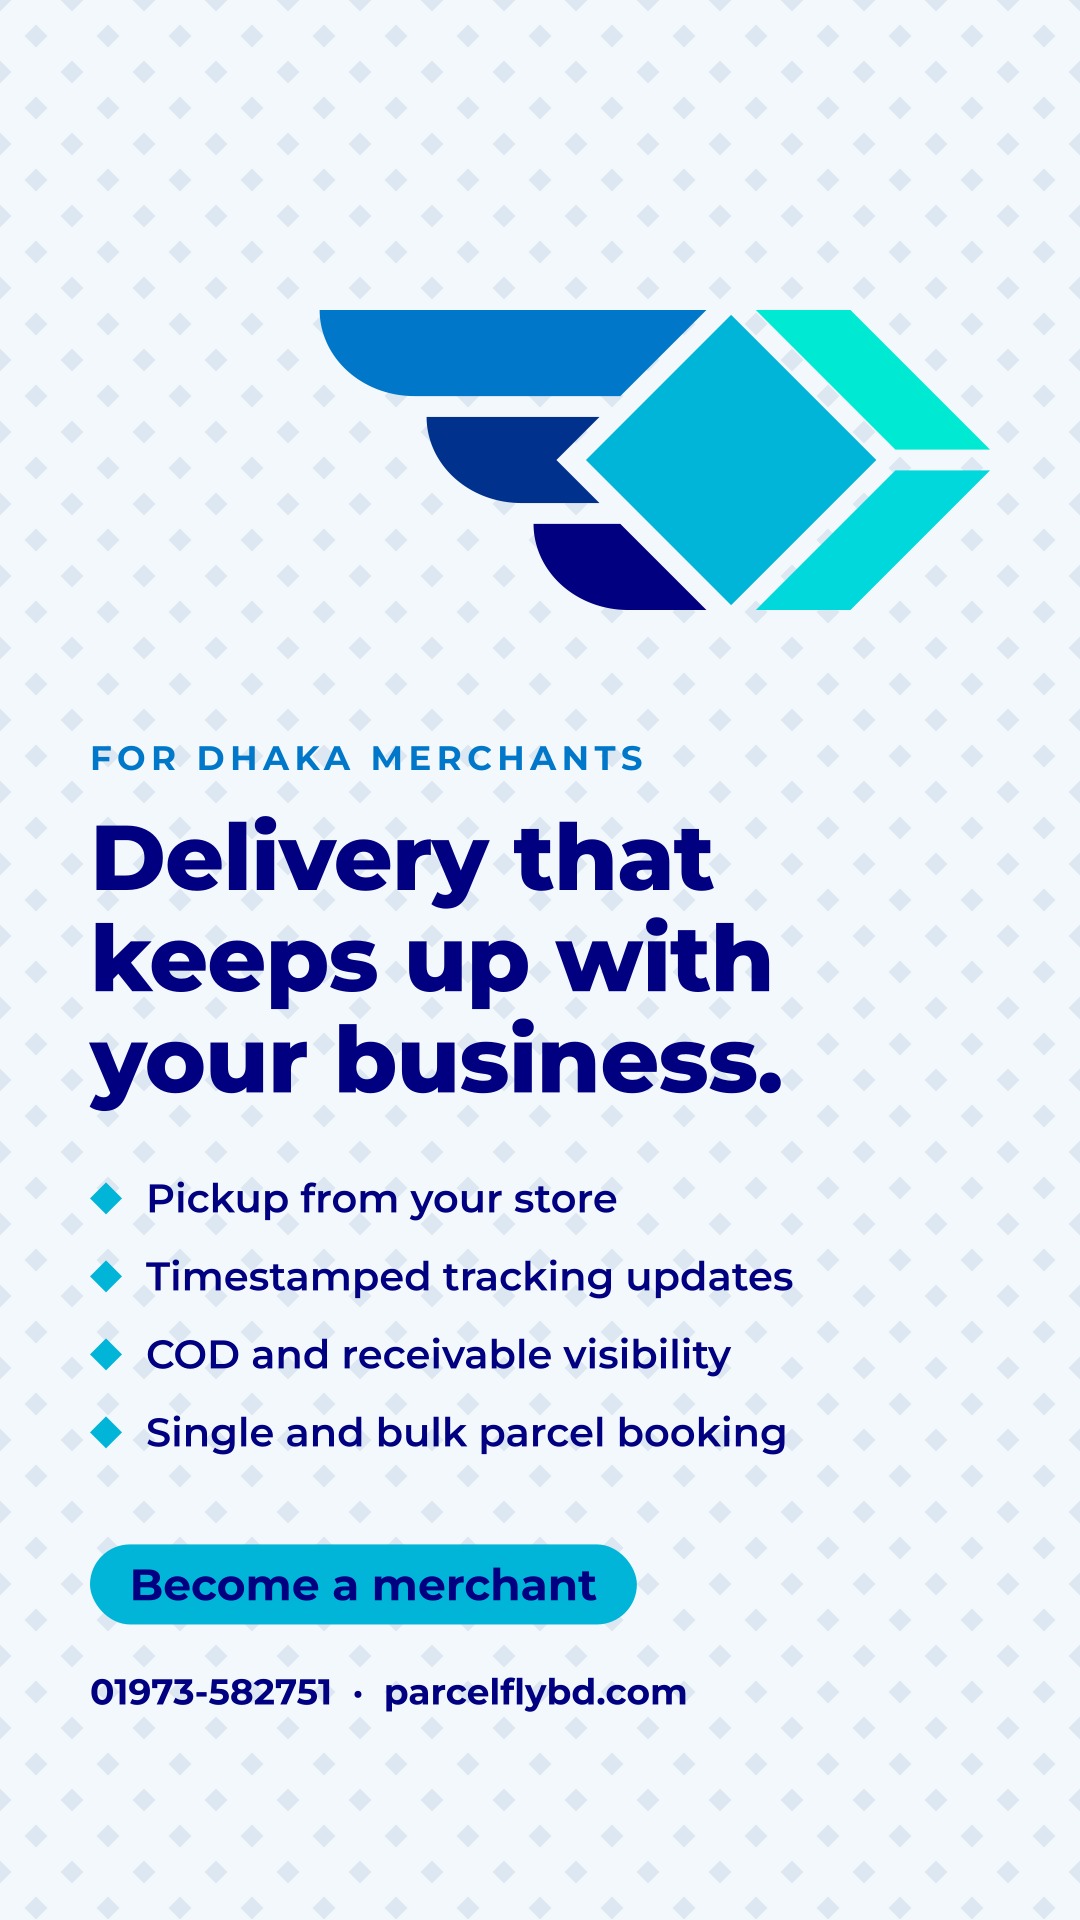 FOR DHAKA MERCHANTS
Delivery that
keeps up with
your business.
Pickup from your store
Timestamped tracking updates
COD and receivable visibility
Single and bulk parcel booking
Become a merchant
01973-582751 · parcelflybd.com